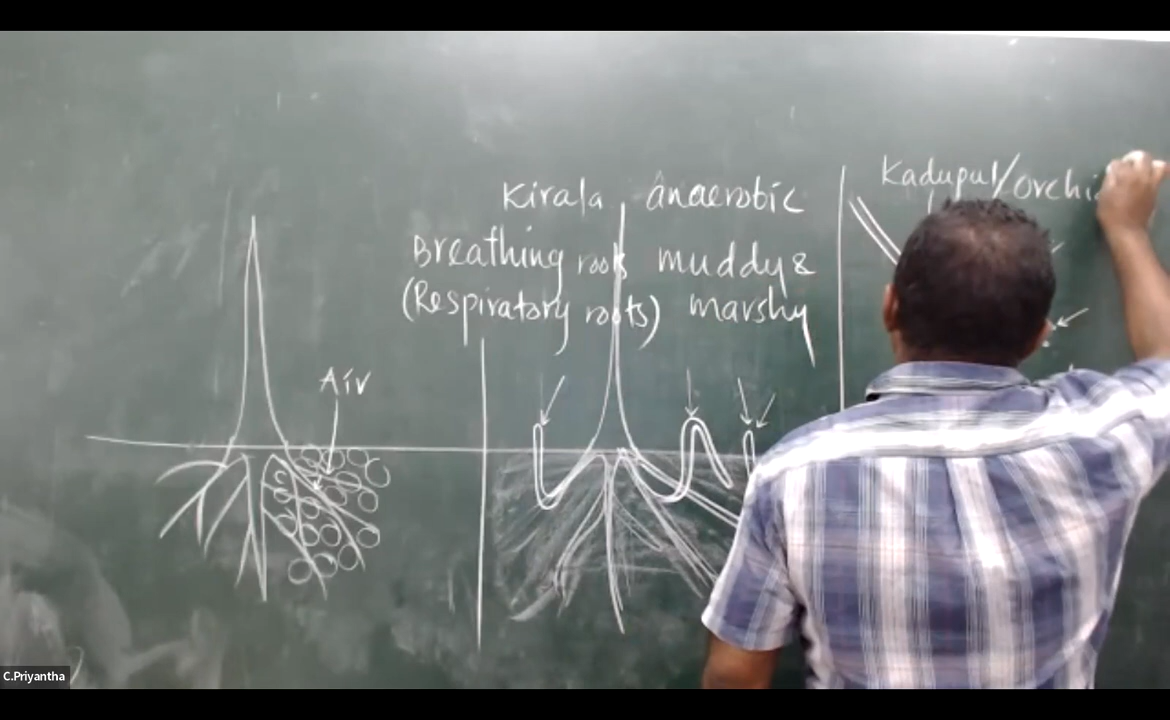 Kirala anaerobic
Breathing roots muddy &
(Respiratory roots) marshy
Air
Kadupul/orchi
C.Priyantha